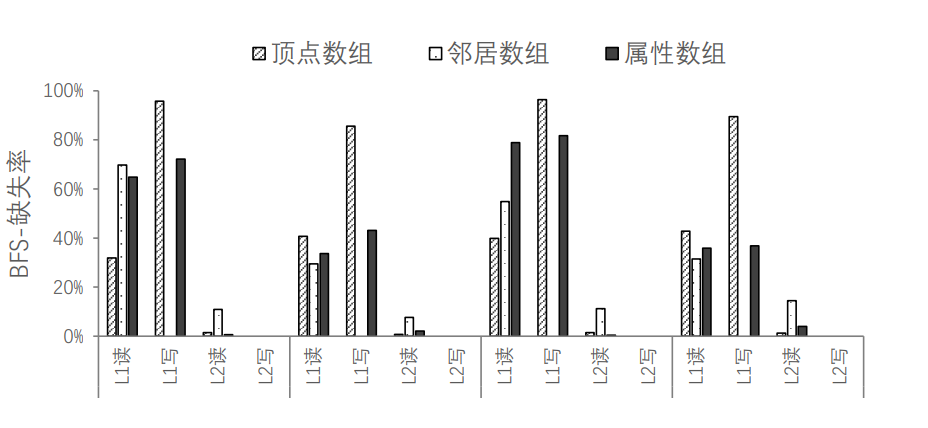 顶点数组 邻居数组 属性数组
BFS-缺失率
100%
80%
60%
40%
20%
0%
L1读 L1写 L2读 L2写 L1读 L1写 L2读 L2写 L1读 L1写 L2读 L2写 L1读 L1写 L2读 L2写